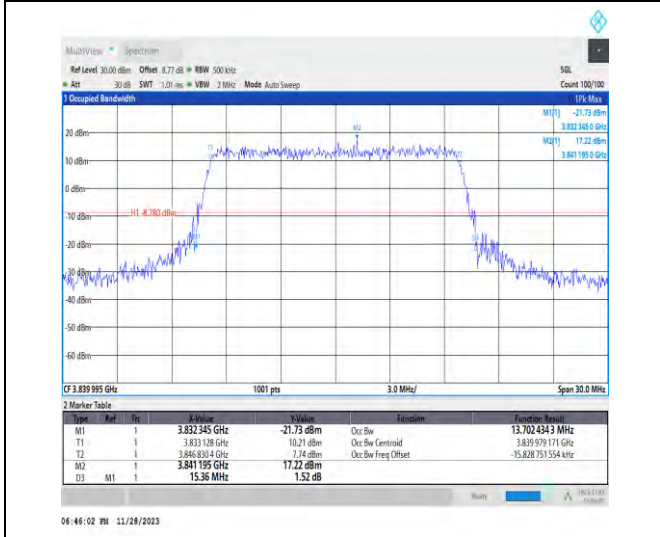 MultiView Spectrum
Ref Level 30.00 dBm Offset 8.77 dB RBW 500 kHz SGL
Att 30 dB SWT 1.01 ms VBW 2 MHz Mode Auto Sweep Count 100/100
1 Occupied Bandwidth 1Pk Max
M1[1] -21.73 dBm
3.832 345 0 GHz
M2[1] 17.22 dBm
3.841 195 0 GHz
M2
20 dBm
T1
T2
10 dBm
0 dBm
-10 dBm
H1 -8.780 dBm
M1
-20 dBm
-30 dBm
-40 dBm
-50 dBm
-60 dBm
CF 3.839 995 GHz 1001 pts 3.0 MHz/ Span 30.0 MHz
2 Marker Table
Type Ref Trc X-Value Y-Value Function Function Result
M1 1 3.832 345 GHz -21.73 dBm Occ Bw 13.702 434 3 MHz
T1 1 3.833 128 GHz 10.21 dBm Occ Bw Centroid 3.839 979 171 GHz
T2 1 3.846 830 4 GHz 7.74 dBm Occ Bw Freq Offset -15.828 751 554 kHz
M2 1 3.841 195 GHz 17.22 dBm
D3 M1 1 15.36 MHz 1.52 dB
Ready
06:46:02 PM 11/28/2023